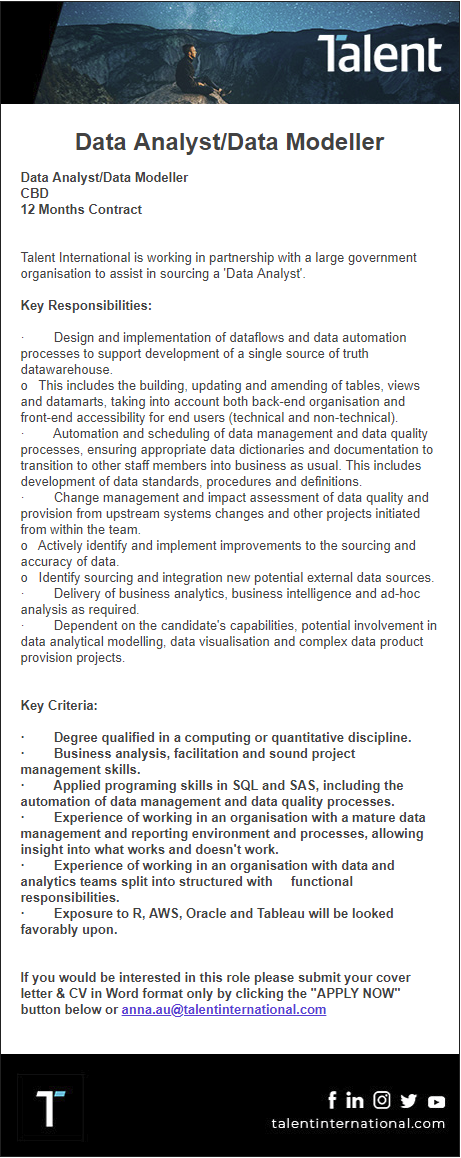 Talent
Data Analyst/Data Modeller
Data Analyst/Data Modeller
CBD
12 Months Contract
Talent International is working in partnership with a large government
organisation to assist in sourcing a 'Data Analyst'.
Key Responsibilities:
· Design and implementation of dataflows and data automation
processes to support development of a single source of truth
datawarehouse.
o This includes the building, updating and amending of tables, views
and datamarts, taking into account both back-end organisation and
front-end accessibility for end users (technical and non-technical).
· Automation and scheduling of data management and data quality
processes, ensuring appropriate data dictionaries and documentation to
transition to other staff members into business as usual. This includes
development of data standards, procedures and definitions.
· Change management and impact assessment of data quality and
provision from upstream systems changes and other projects initiated
from within the team.
o Actively identify and implement improvements to the sourcing and
accuracy of data.
o Identify sourcing and integration new potential external data sources.
· Delivery of business analytics, business intelligence and ad-hoc
analysis as required.
· Dependent on the candidate's capabilities, potential involvement in
data analytical modelling, data visualisation and complex data product
provision projects.
Key Criteria:
· Degree qualified in a computing or quantitative discipline.
· Business analysis, facilitation and sound project
management skills.
· Applied programing skills in SQL and SAS, including the
automation of data management and data quality processes.
· Experience of working in an organisation with a mature data
management and reporting environment and processes, allowing
insight into what works and doesn't work.
· Experience of working in an organisation with data and
analytics teams split into structured with functional
responsibilities.
· Exposure to R, AWS, Oracle and Tableau will be looked
favorably upon.
If you would be interested in this role please submit your cover
letter & CV in Word format only by clicking the "APPLY NOW"
button below or anna.au@talentinternational.com
T
talentinternational.com